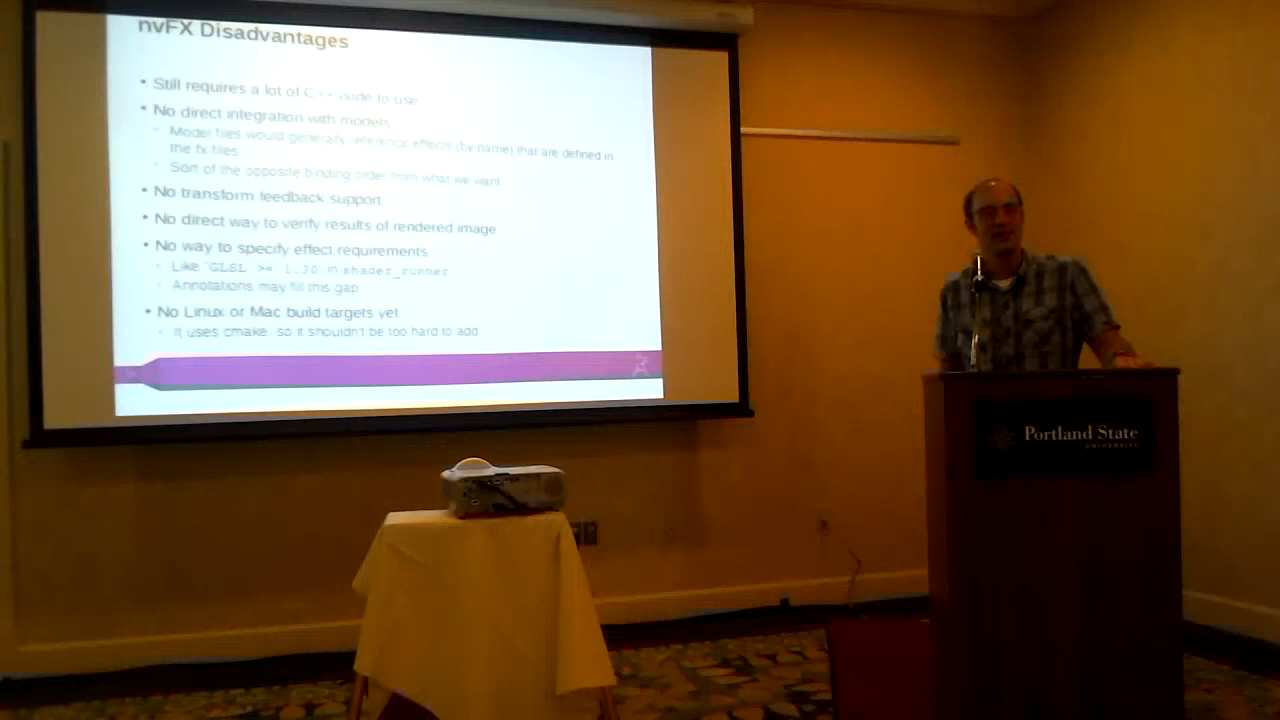 nvFX Disadvantages
• Still requires a lot of C++ code to use
• No direct integration with models
Model files would generally reference effects (by name) that are defined in
the fx files
Sort of the opposite binding order from what we want
• No transform feedback support
• No direct way to verify results of rendered image
• No way to specify effect requirements
Like "GLSL >= 1.30 in shader_runner
Annotations may fill this gap
• No Linux or Mac build targets yet
It uses cmake, so it shouldn't be too hard to add
Portland State
UNIVERSITY